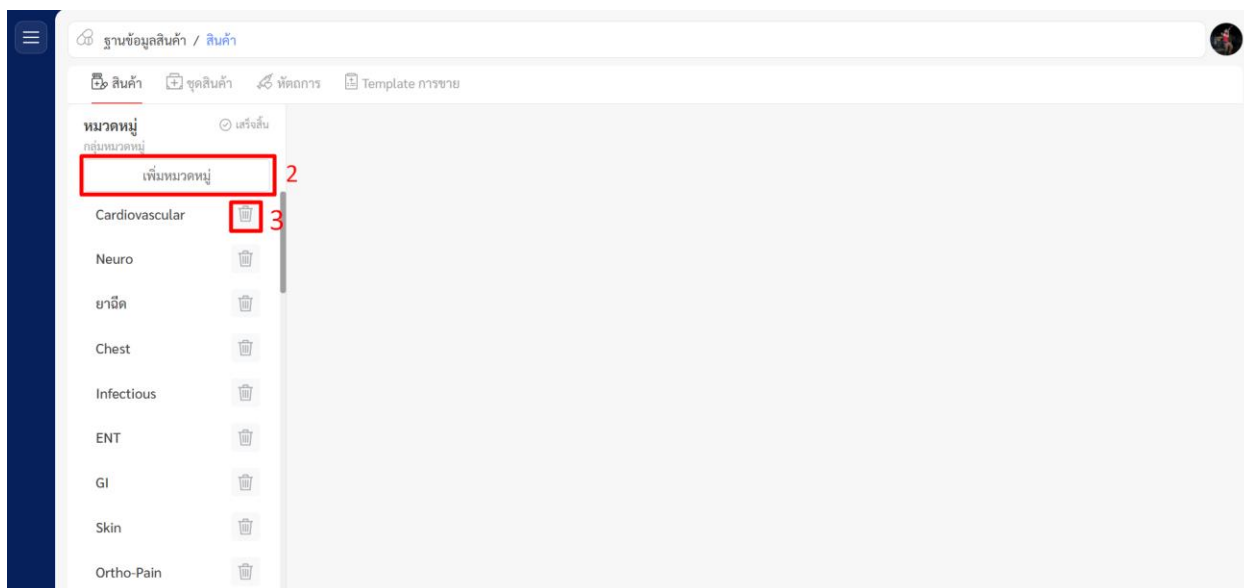 ฐานข้อมูลสินค้า / สินค้า
สินค้า ชุดสินค้า หัตถการ Template การขาย
หมวดหมู่ เสร็จสิ้น
กลุ่มหมวดหมู่
เพิ่มหมวดหมู่ 2
Cardiovascular 3
Neuro
ยาฉีด
Chest
Infectious
ENT
GI
Skin
Ortho-Pain